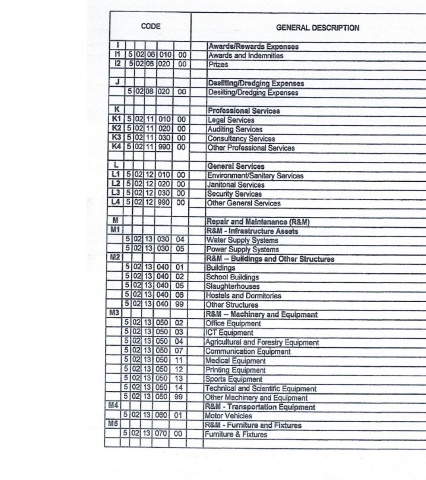 CODE GENERAL DESCRIPTION
I Awards/Rewards Expenses
I1 5 02 06 010 00 Awards and Indemnities
I2 5 02 06 020 00 Prizes
J Desilting/Dredging Expenses
5 02 08 020 00 Desilting/Dredging Expenses
K Professional Services
K1 5 02 11 010 00 Legal Services
K2 5 02 11 020 00 Auditing Services
K3 5 02 11 030 00 Consultancy Services
K4 5 02 11 990 00 Other Professional Services
L General Services
L1 5 02 12 010 00 Environment/Sanitary Services
L2 5 02 12 020 00 Janitorial Services
L3 5 02 12 030 00 Security Services
L4 5 02 12 990 00 Other General Services
M Repair and Maintenance (R&M)
M1 R&M - Infrastructure Assets
5 02 13 030 04 Water Supply Systems
5 02 13 030 05 Power Supply Systems
M2 R&M -- Buildings and Other Structures
5 02 13 040 01 Buildings
5 02 13 040 02 School Buildings
5 02 13 040 05 Slaughterhouses
5 02 13 040 06 Hostels and Dormitories
5 02 13 040 99 Other Structures
M3 R&M -- Machinery and Equipment
5 02 13 050 02 Office Equipment
5 02 13 050 03 ICT Equipment
5 02 13 050 04 Agricultural and Forestry Equipment
5 02 13 050 07 Communication Equipment
5 02 13 050 11 Medical Equipment
5 02 13 050 12 Printing Equipment
5 02 13 050 13 Sports Equipment
5 02 13 050 14 Technical and Scientific Equipment
5 02 13 050 99 Other Machinery and Equipment
M4 R&M - Transportation Equipment
5 02 13 060 01 Motor Vehicles
M5 R&M - Furniture and Fixtures
5 02 13 070 00 Furniture & Fixtures